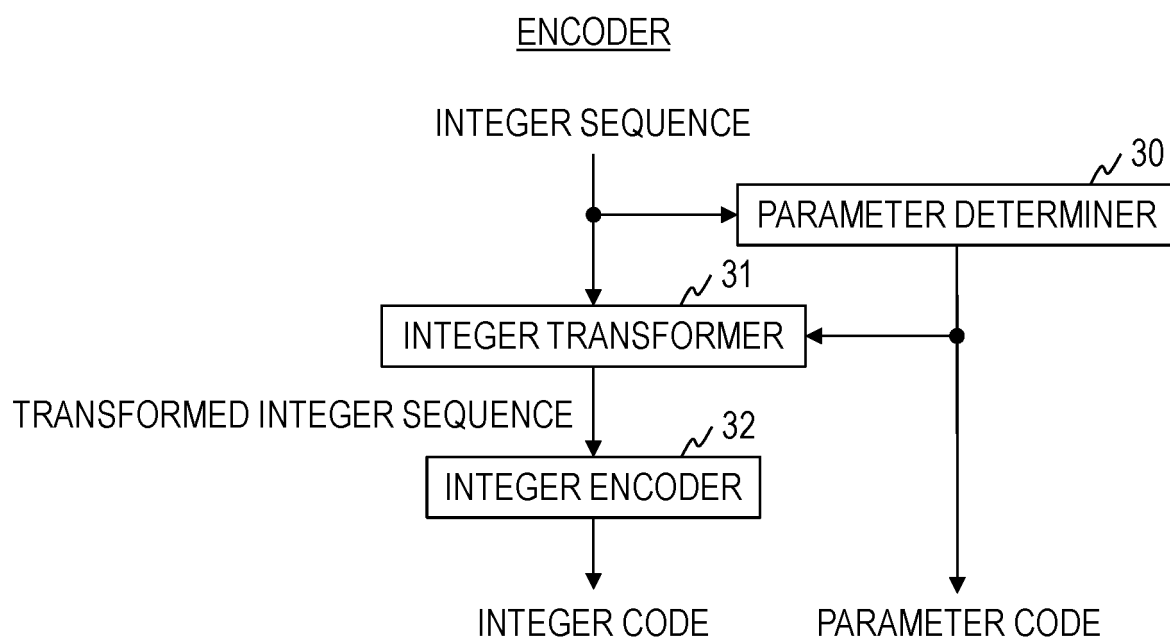 ENCODER
INTEGER SEQUENCE
30
PARAMETER DETERMINER
31
INTEGER TRANSFORMER
TRANSFORMED INTEGER SEQUENCE
32
INTEGER ENCODER
INTEGER CODE
PARAMETER CODE